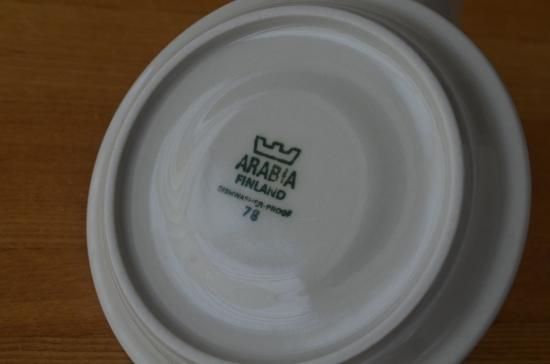 ARABIA
FINLAND
DISHWASHER-PROOF
78